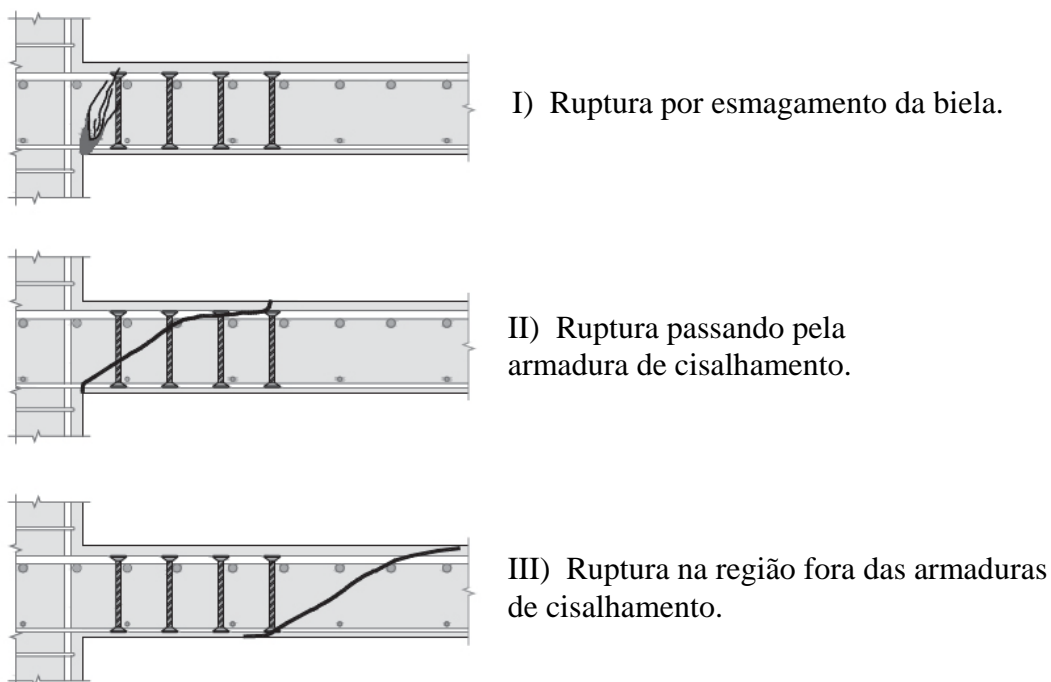 I) Ruptura por esmagamento da biela.
II) Ruptura passando pela
armadura de cisalhamento.
III) Ruptura na região fora das armaduras
de cisalhamento.